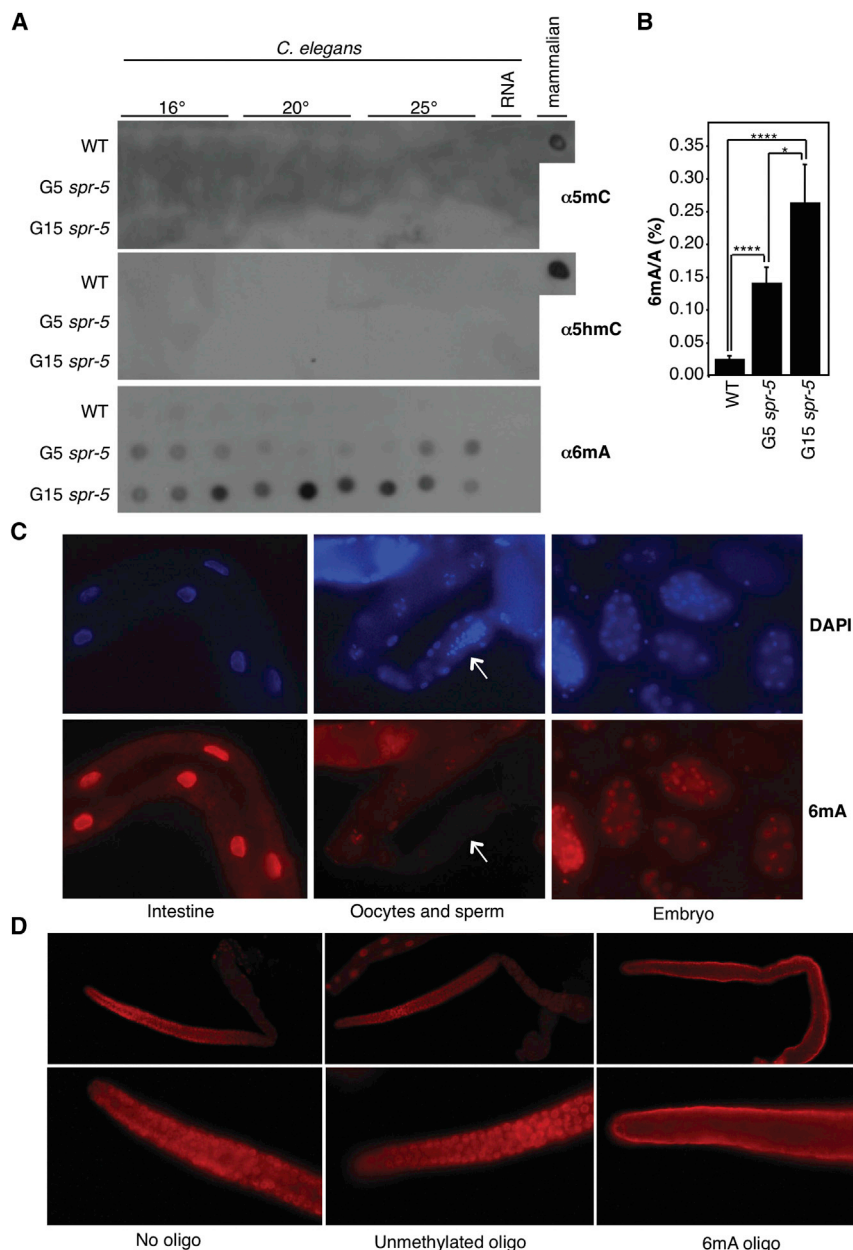 A
C. elegans
16°
20°
25°
RNA
mammalian
WT
G5 spr-5
G15 spr-5
α5mC
WT
G5 spr-5
G15 spr-5
α5hmC
WT
G5 spr-5
G15 spr-5
α6mA
B
****
*
****
6mA/A (%)
0.35
0.30
0.25
0.20
0.15
0.10
0.05
0.00
WT
G5 spr-5
G15 spr-5
C
DAPI
6mA
Intestine
Oocytes and sperm
Embryo
D
No oligo
Unmethylated oligo
6mA oligo